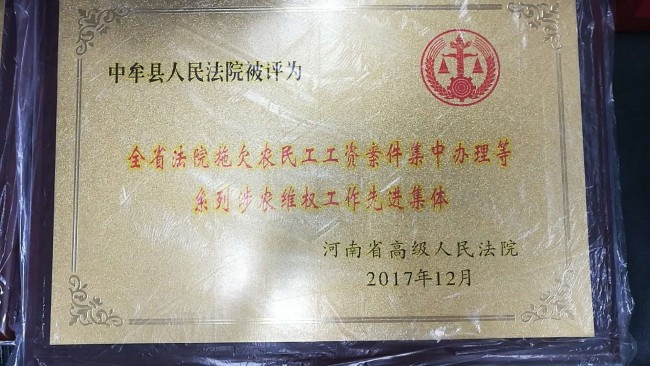 中牟县人民法院被评为
全省法院拖欠农民工工资案件集中办理等
系列涉农维权工作先进集体
河南省高级人民法院
2017年12月